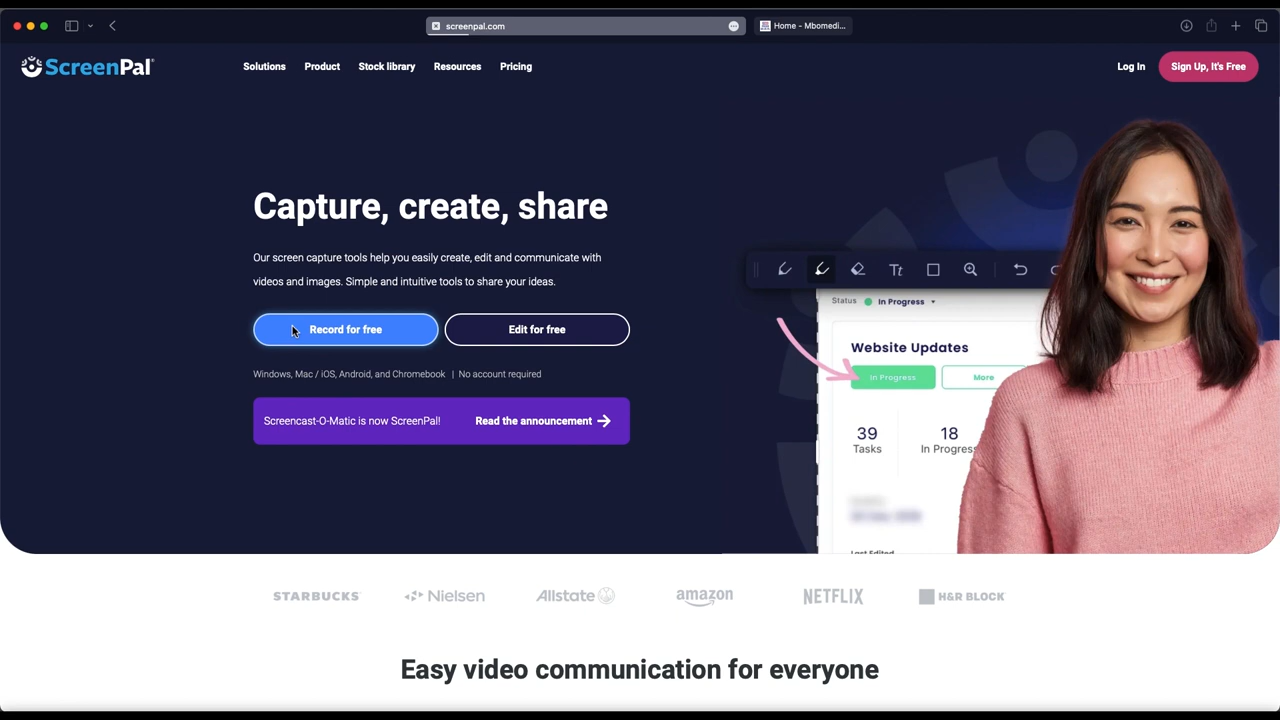 screenpal.com
Home - Mbomedi...
ScreenPal
Solutions
Product
Stock library
Resources
Pricing
Log In
Sign Up, It's Free
Capture, create, share
Our screen capture tools help you easily create, edit and communicate with
videos and images. Simple and intuitive tools to share your ideas.
Record for free
Edit for free
Windows, Mac / iOS, Android, and Chromebook | No account required
Screencast-O-Matic is now ScreenPal!
Read the announcement
Tt
Status
In Progress
Website Updates
In Progress
More
39
18
Tasks
In Progress
Last Edited
STARBUCKS
Nielsen
Allstate
amazon
NETFLIX
H&R BLOCK
Easy video communication for everyone